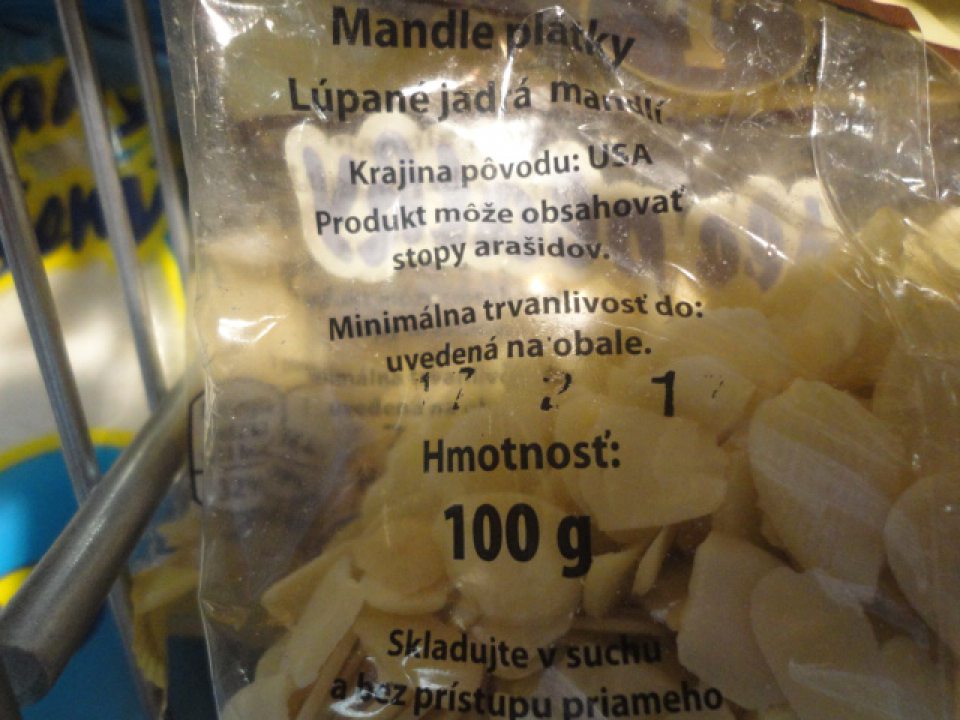 Mandle plátky
Lúpané jadrá mandlí
Krajina pôvodu: USA
Produkt môže obsahovať
stopy arašidov.
Minimálna trvanlivosť do:
uvedená na obale.
Hmotnosť:
100 g
Skladujte v suchu
a bez prístupu priameho